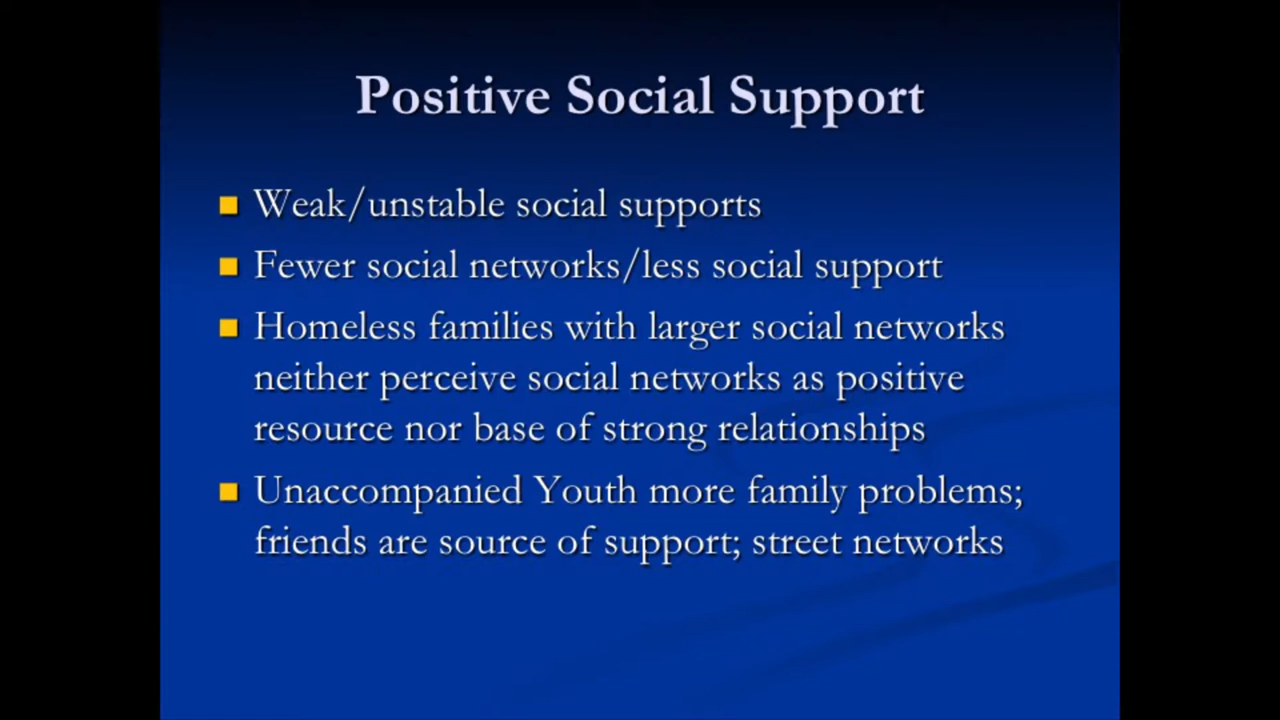 Positive Social Support
Weak/unstable social supports
Fewer social networks/less social support
Homeless families with larger social networks
neither perceive social networks as positive
resource nor base of strong relationships
Unaccompanied Youth more family problems;
friends are source of support; street networks